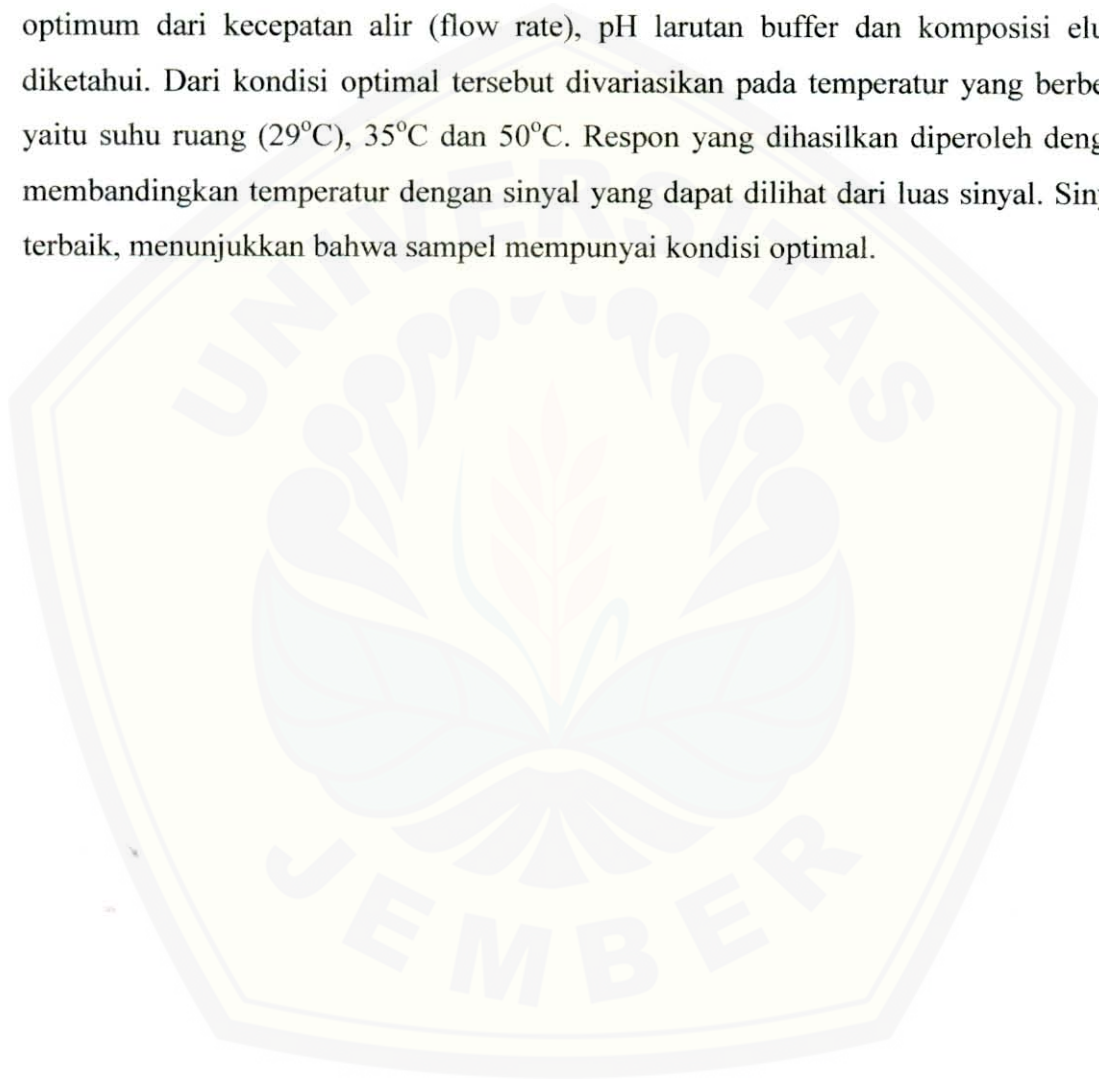 optimum dari kecepatan alir (flow rate), pH larutan buffer dan komposisi elu
diketahui. Dari kondisi optimal tersebut divariasikan pada temperatur yang berbe
yaitu suhu ruang (29°C), 35°C dan 50°C. Respon yang dihasilkan diperoleh deng
membandingkan temperatur dengan sinyal yang dapat dilihat dari luas sinyal. Sin
terbaik, menunjukkan bahwa sampel mempunyai kondisi optimal.
UNIVERSITAS
JEMBER